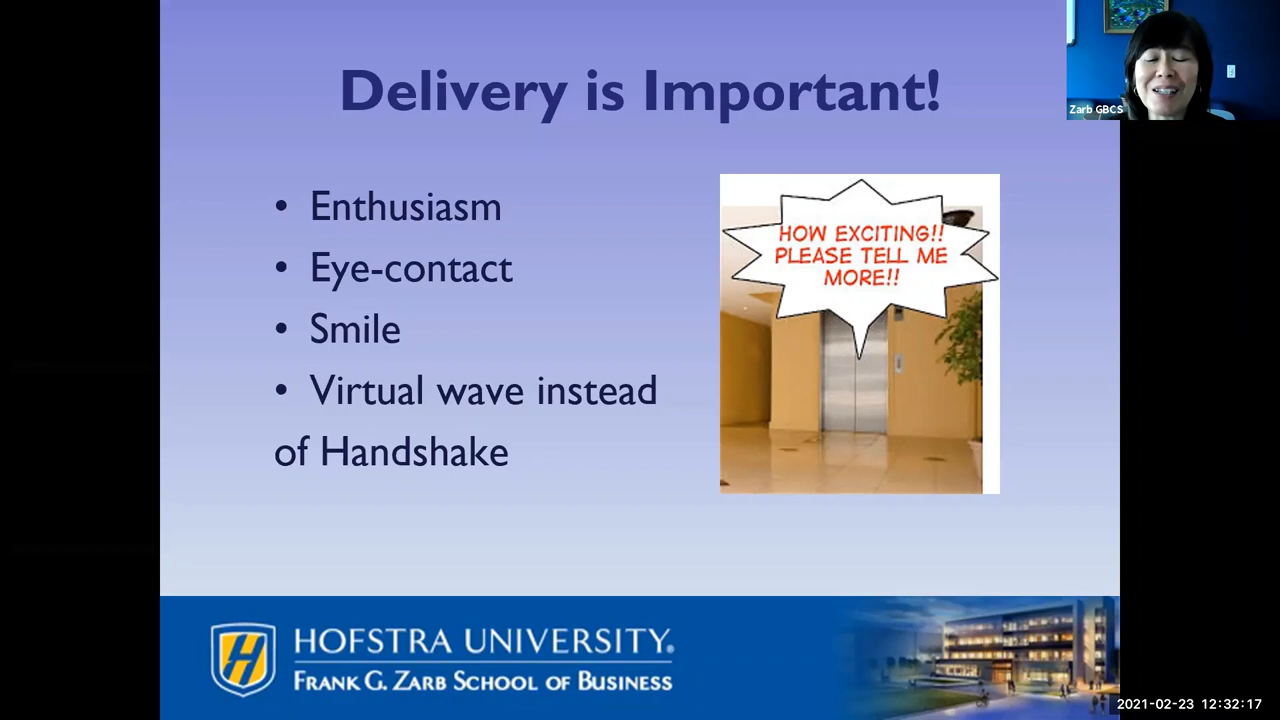 Delivery is Important!
Zarb GBCS
• Enthusiasm
• Eye-contact
• Smile
• Virtual wave instead
of Handshake
HOW EXCITING!!
PLEASE TELL ME
MORE!!
H
HOFSTRA UNIVERSITY®
FRANK G. ZARB SCHOOL OF BUSINESS
2021-02-23 12:32:17